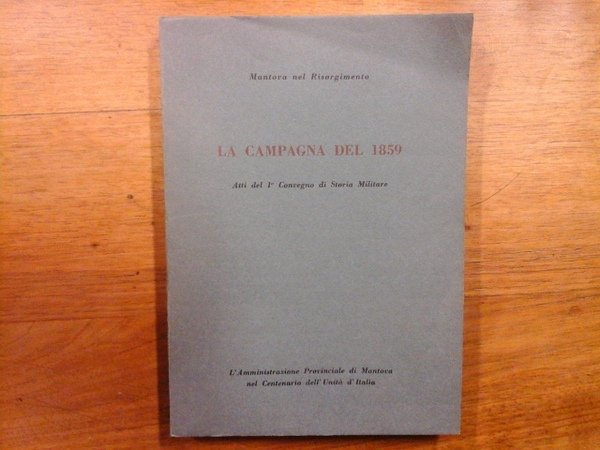 Mantova nel Risorgimento
LA CAMPAGNA DEL 1859
Atti del 1° Convegno di Storia Militare
L'Amministrazione Provinciale di Mantova
nel Centenario dell'Unità d'Italia